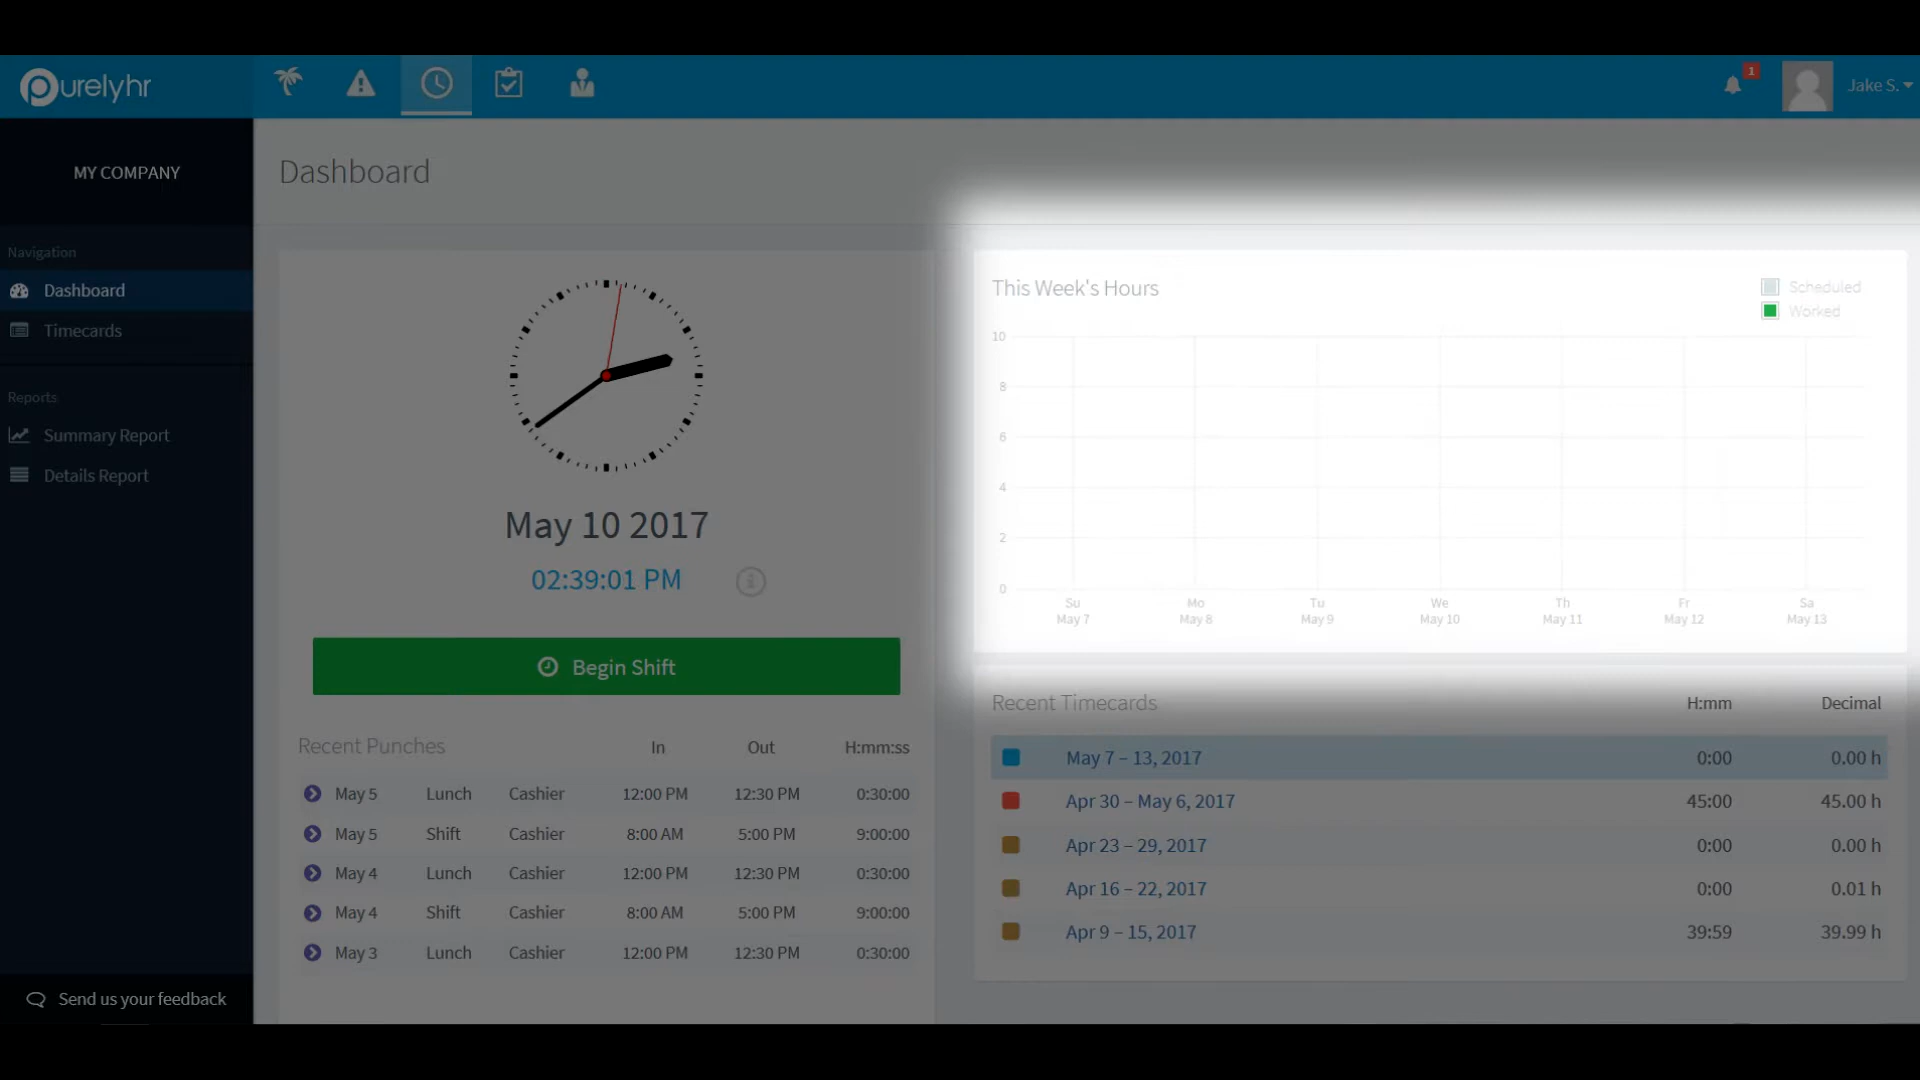 purelyhr
1
Jake S.
MY COMPANY
Dashboard
Navigation
Dashboard
Timecards
Reports
Summary Report
Details Report
Send us your feedback
May 10 2017
02:39:01 PM
Begin Shift
Recent Punches In Out H:mm:ss
May 5 Lunch Cashier 12:00 PM 12:30 PM 0:30:00
May 5 Shift Cashier 8:00 AM 5:00 PM 9:00:00
May 4 Lunch Cashier 12:00 PM 12:30 PM 0:30:00
May 4 Shift Cashier 8:00 AM 5:00 PM 9:00:00
May 3 Lunch Cashier 12:00 PM 12:30 PM 0:30:00
This Week's Hours
Scheduled
Worked
10
8
6
4
2
0
Su Mo Tu We Th Fr Sa
May 7 May 8 May 9 May 10 May 11 May 12 May 13
Recent Timecards H:mm Decimal
May 7 – 13, 2017 0:00 0.00 h
Apr 30 – May 6, 2017 45:00 45.00 h
Apr 23 – 29, 2017 0:00 0.00 h
Apr 16 – 22, 2017 0:00 0.01 h
Apr 9 – 15, 2017 39:59 39.99 h